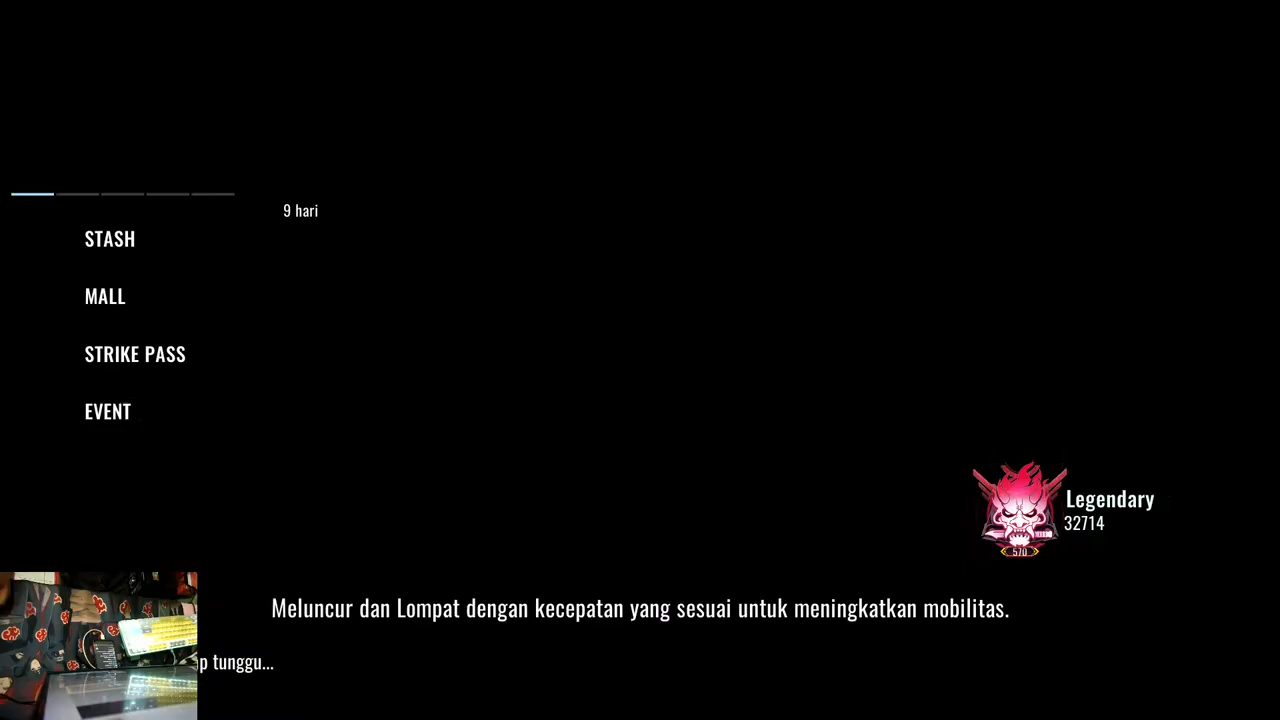 9 hari
STASH
MALL
STRIKE PASS
EVENT
Legendary
32714
570
Meluncur dan Lompat dengan kecepatan yang sesuai untuk meningkatkan mobilitas.
tunggu...